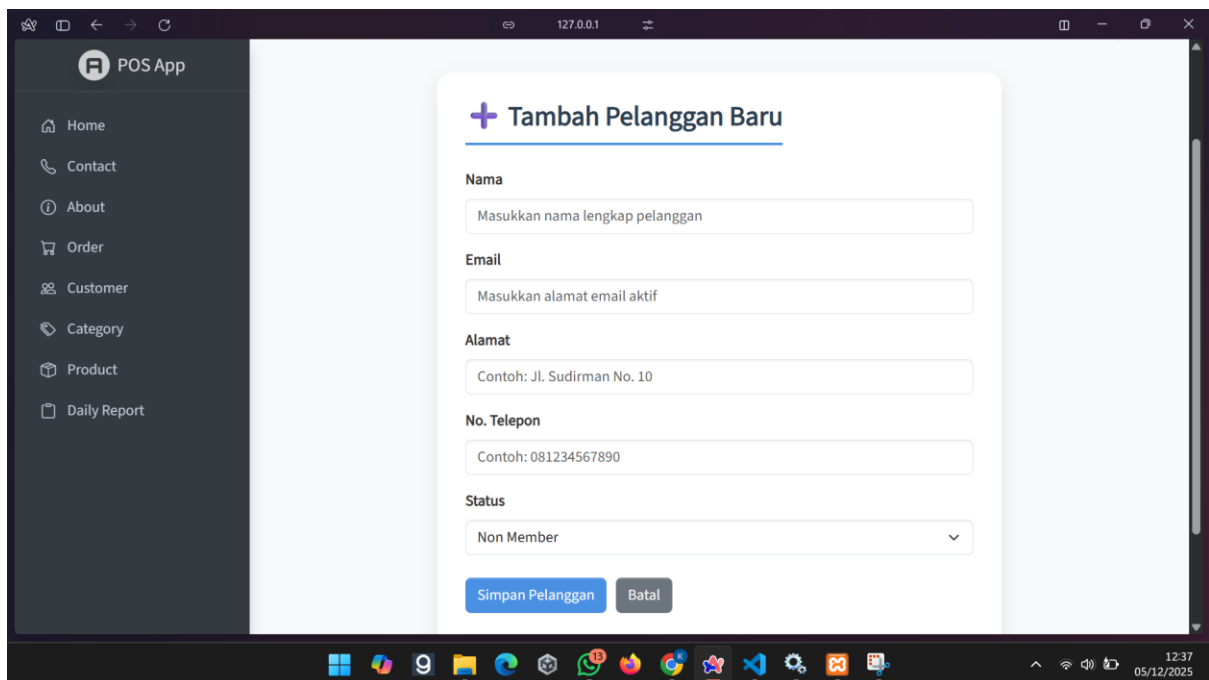 127.0.0.1
POS App
Home
Contact
About
Order
Customer
Category
Product
Daily Report
Tambah Pelanggan Baru
Nama
Masukkan nama lengkap pelanggan
Email
Masukkan alamat email aktif
Alamat
Contoh: Jl. Sudirman No. 10
No. Telepon
Contoh: 081234567890
Status
Non Member
Simpan Pelanggan
Batal
13
12:37
05/12/2025